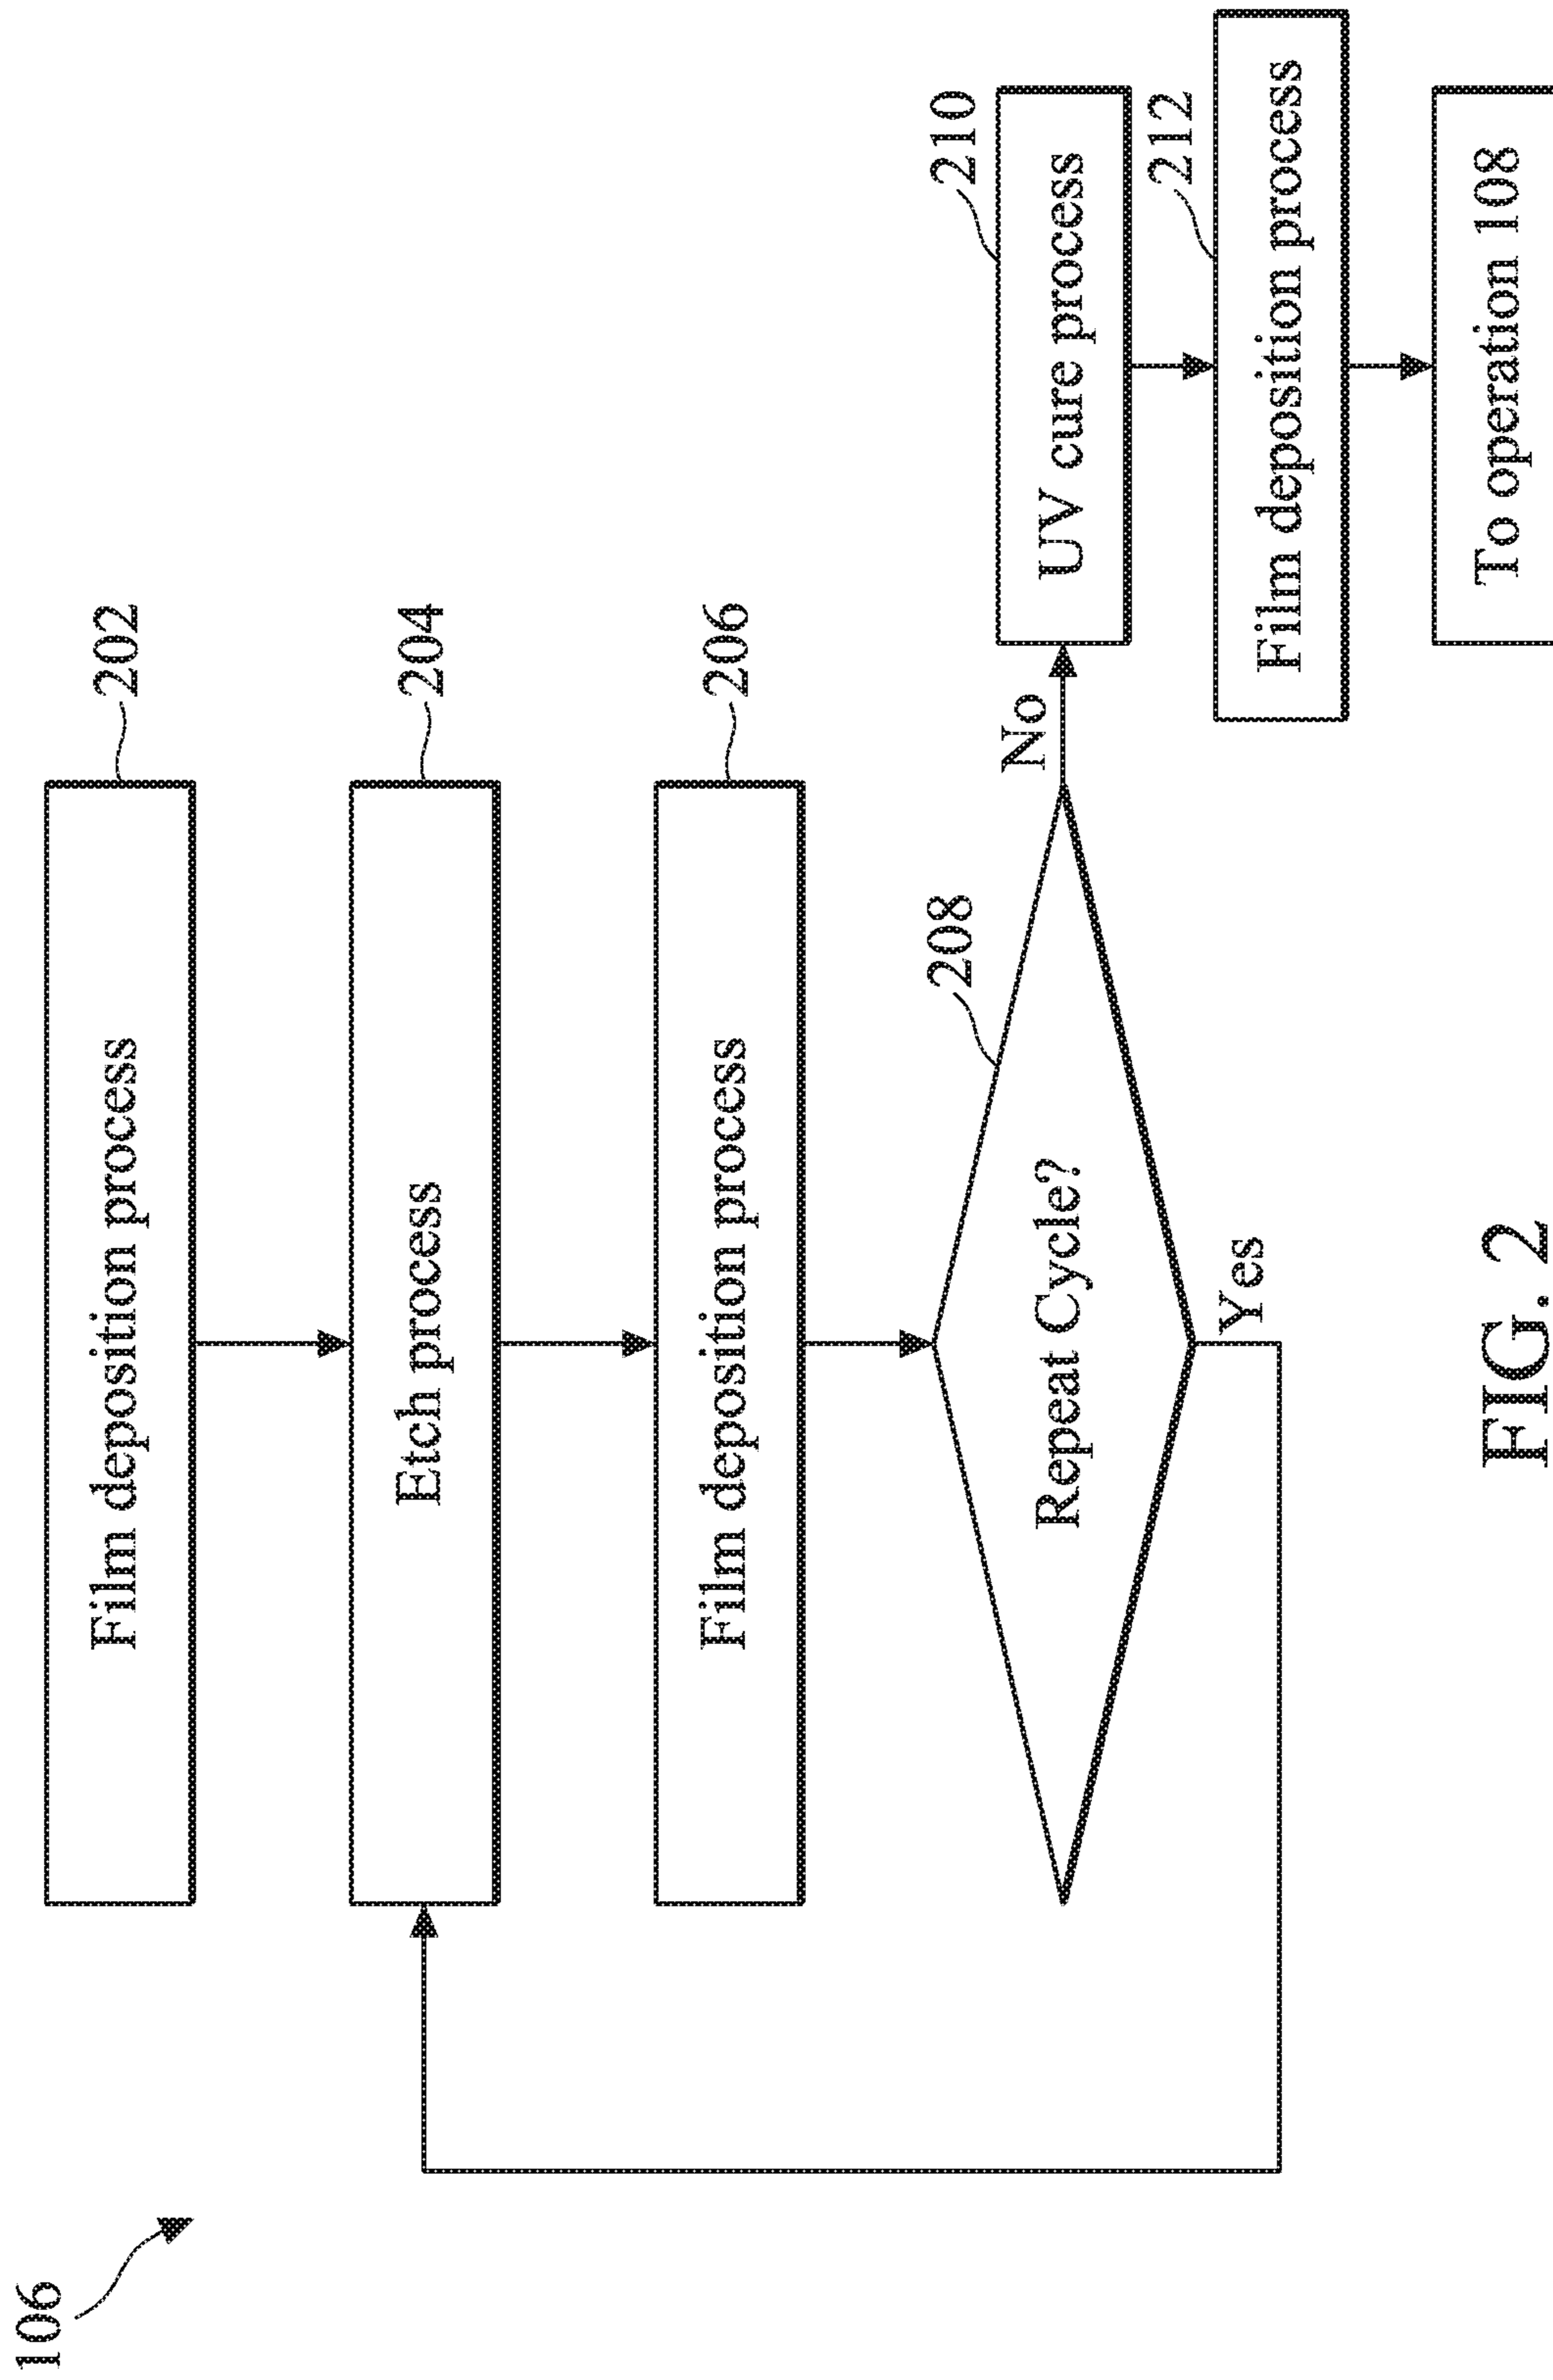 106
Film deposition process
202
Etch process
204
Film deposition process
206
Repeat Cycle?
208
No
Yes
UV cure process
210
Film deposition process
212
To operation 108
FIG. 2